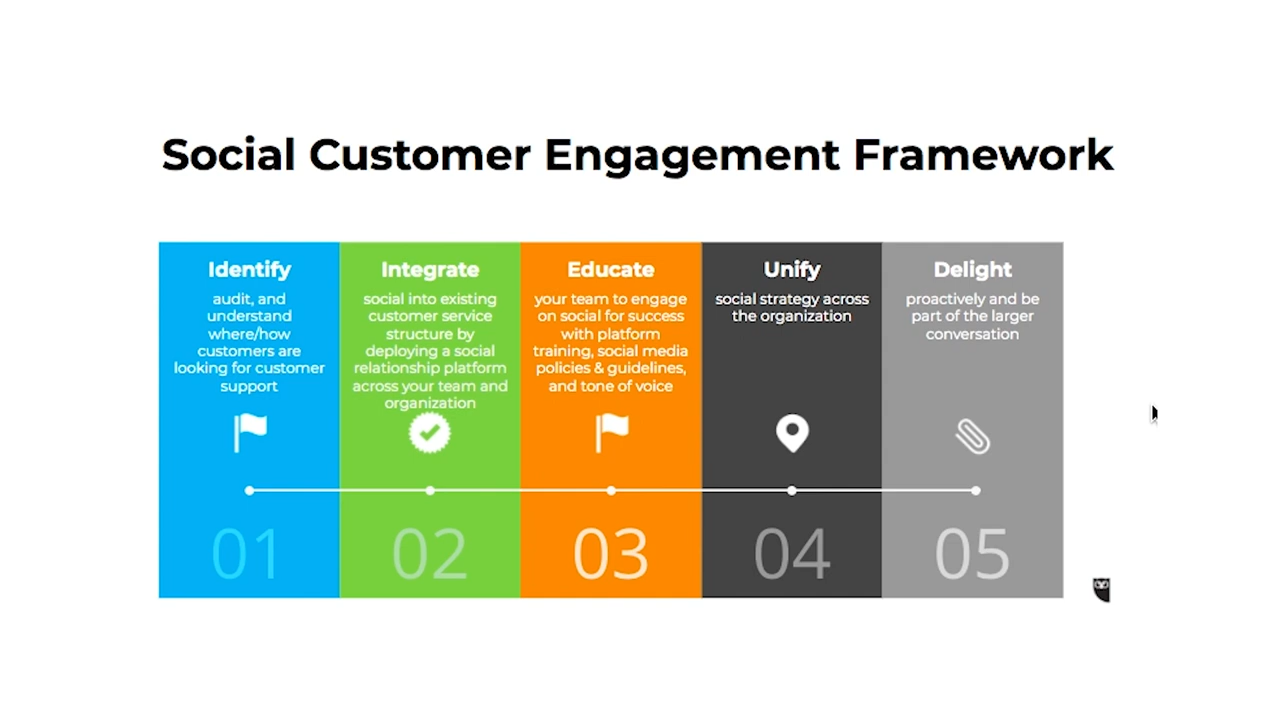 Social Customer Engagement Framework
Identify
audit, and
understand
where/how
customers are
looking for customer
support
01
Integrate
social into existing
customer service
structure by
deploying a social
relationship platform
across your team and
organization
02
Educate
your team to engage
on social for success
with platform
training, social media
policies & guidelines,
and tone of voice
03
Unify
social strategy across
the organization
04
Delight
proactively and be
part of the larger
conversation
05